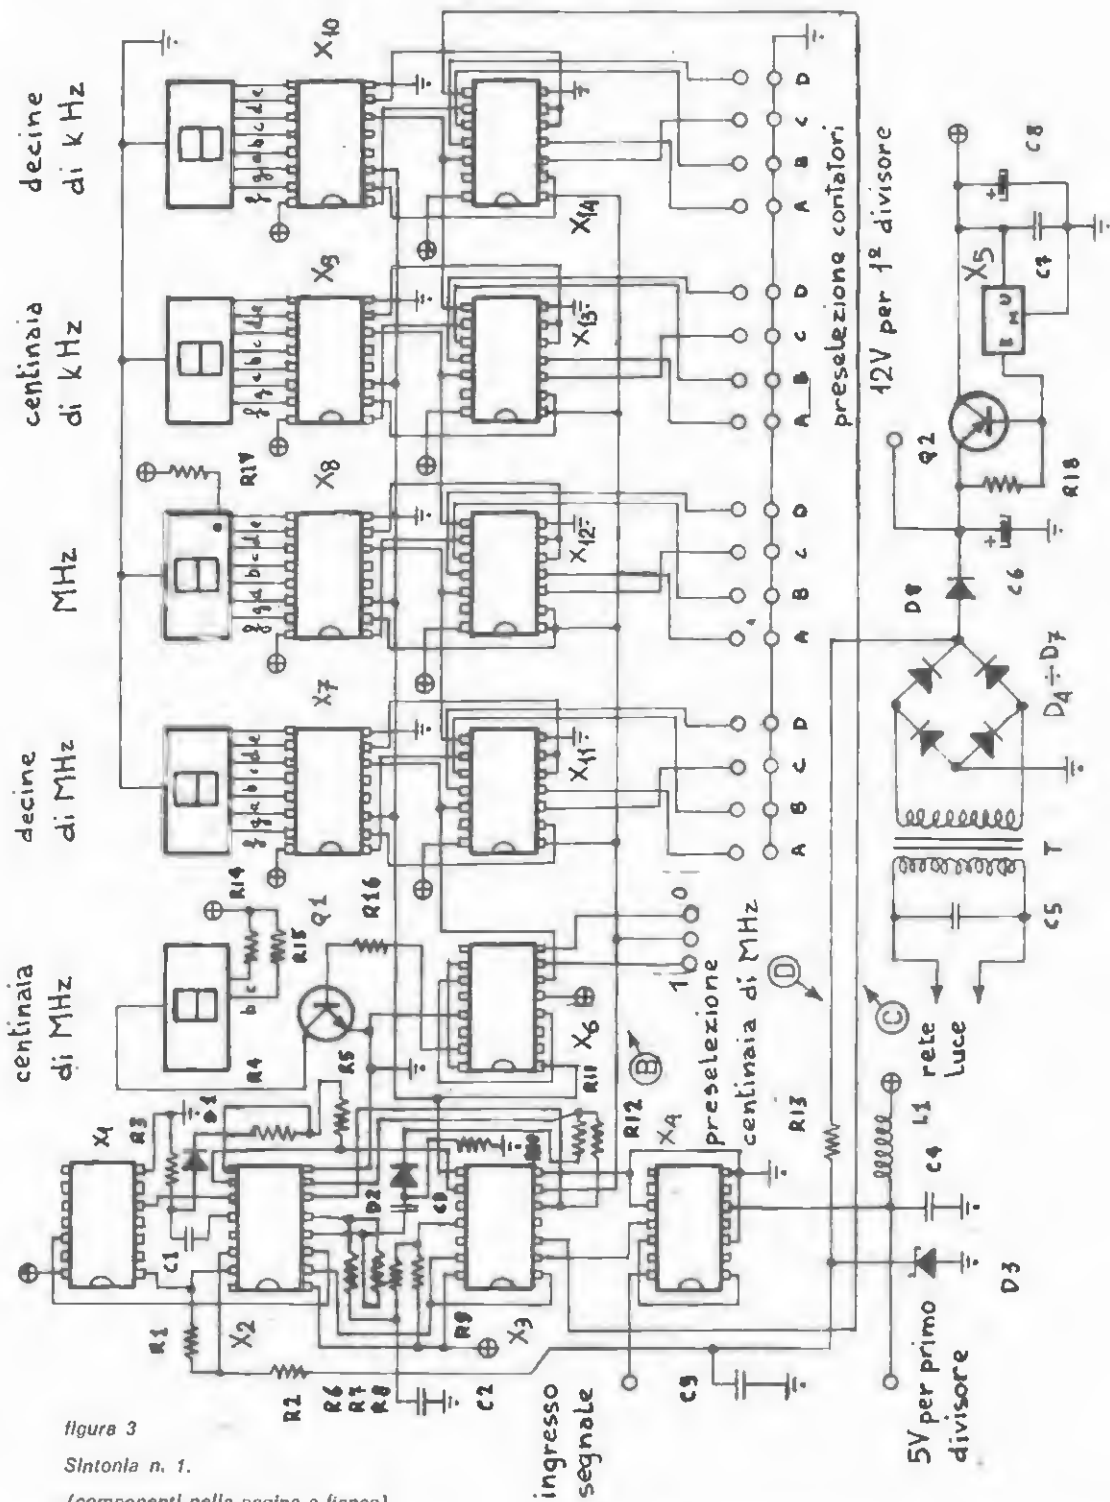 decine
di kHz
centinaia
di kHz
MHz
decine
di MHz
centinaia
di MHz
X10
X9
X8
X7
X14
X13
X12
X11
X6
X1
X2
X3
X4
X5
f g a b c d e
f g a b c d e
f g a b c d e
f g a b c d e
b c
R17
R14
R15
Q1
R16
R4
R5
R3
D1
C1
R1
R2
R6
R7
R8
D2
C3
C2
R9
R11
R12
R13
A B C D
A B C D
A B C D
A B C D
preselezione contatori
1 0
preselezione
centinaia di MHz
B
C
D
12V per 1º divisore
Q2
R18
E M U
C7
C8
D8
C6
D4÷D7
T
C5
rete
luce
L1
C4
D3
C9
5V per primo
divisore
ingresso
segnale
figura 3
Sintonia n. 1.